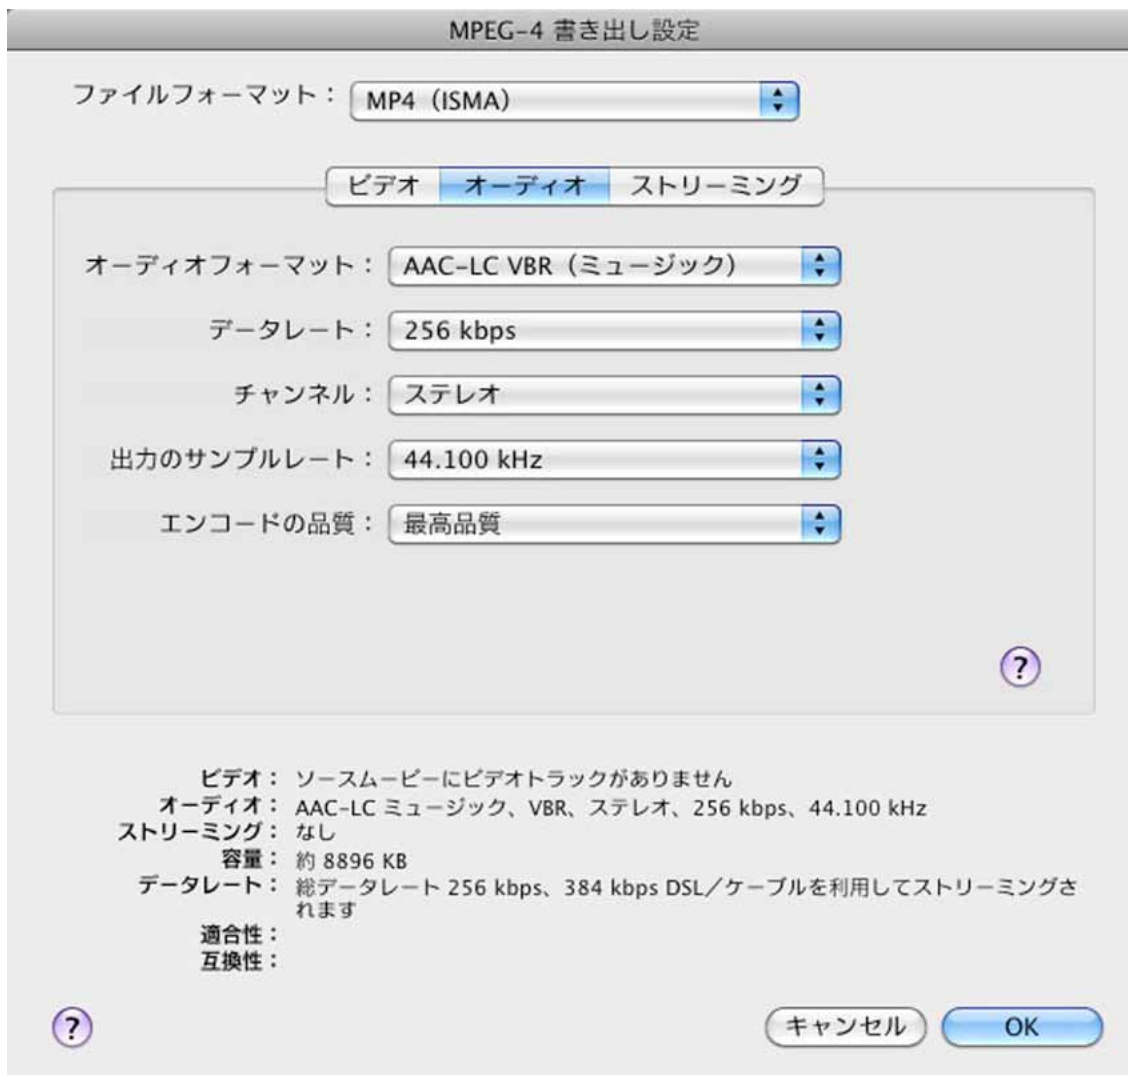 MPEG-4 書き出し設定
ファイルフォーマット： MP4（ISMA）
ビデオ オーディオ ストリーミング
オーディオフォーマット： AAC-LC VBR（ミュージック）
データレート： 256 kbps
チャンネル： ステレオ
出力のサンプルレート： 44.100 kHz
エンコードの品質： 最高品質
?
ビデオ： ソースムービーにビデオトラックがありません
オーディオ： AAC-LC ミュージック、VBR、ステレオ、256 kbps、44.100 kHz
ストリーミング： なし
容量： 約 8896 KB
データレート： 総データレート 256 kbps、384 kbps DSL／ケーブルを利用してストリーミングさ
れます
適合性：
互換性：
? キャンセル OK